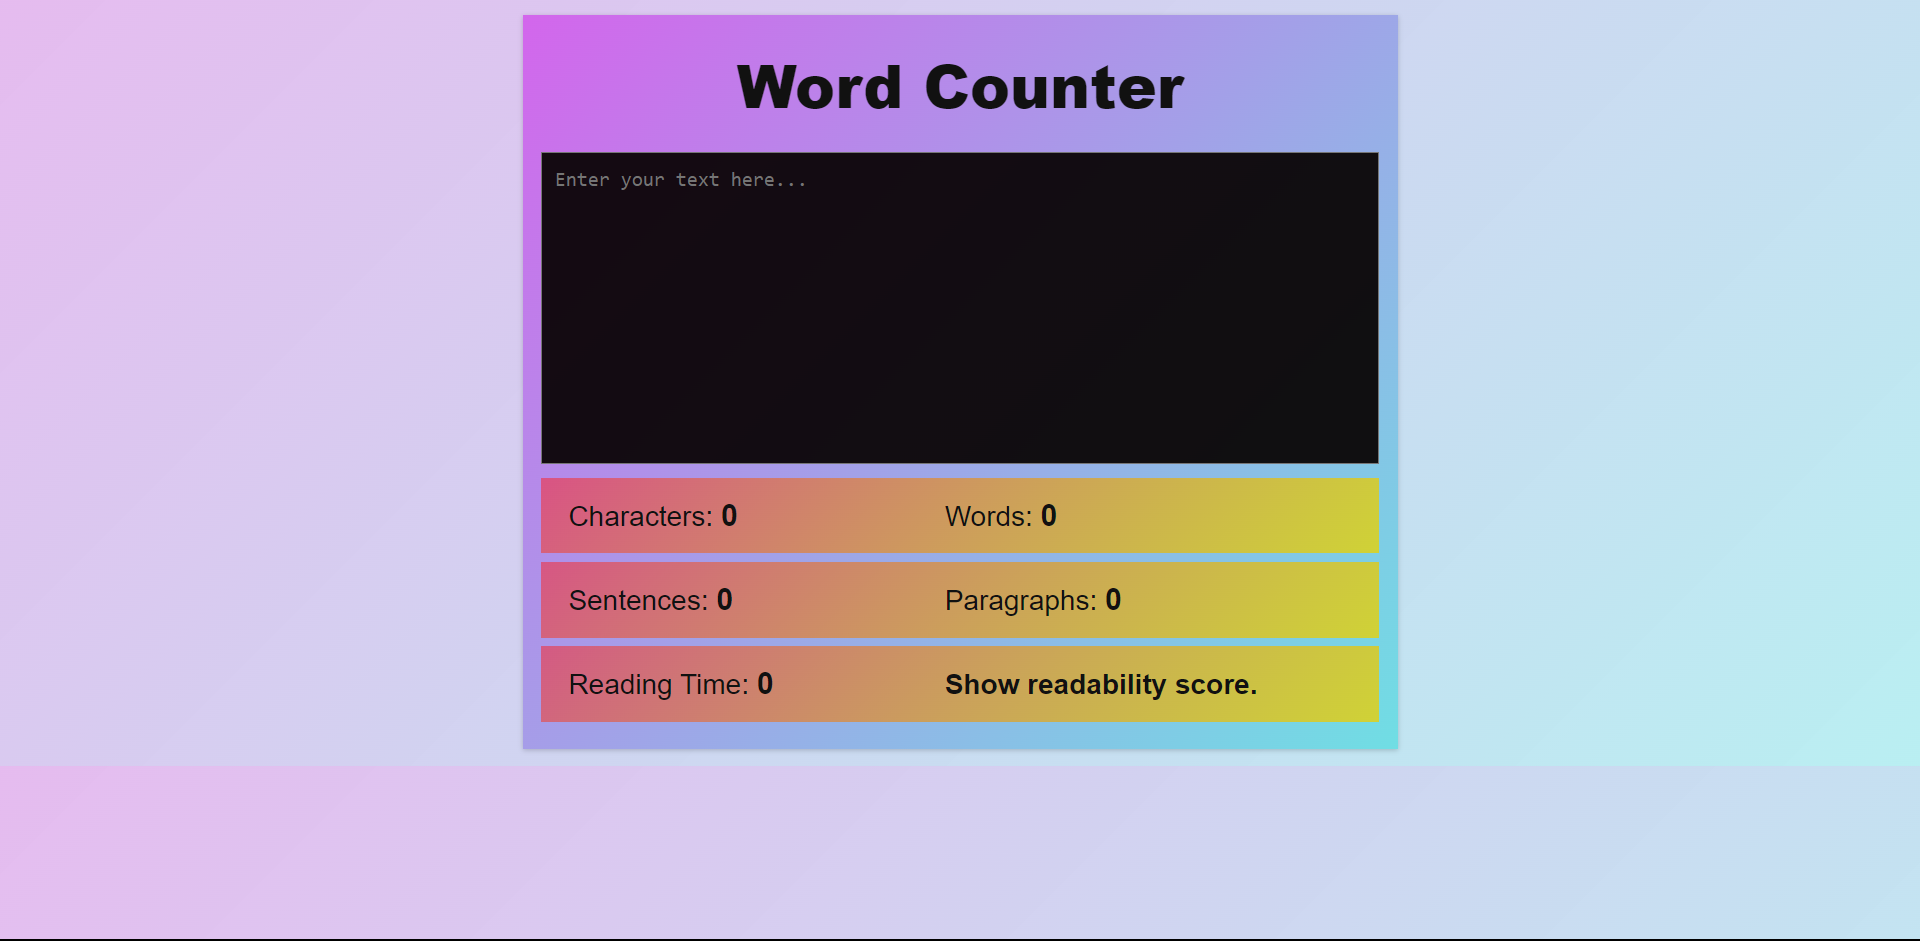 Word Counter
Enter your text here...
Characters: 0 Words: 0
Sentences: 0 Paragraphs: 0
Reading Time: 0 Show readability score.